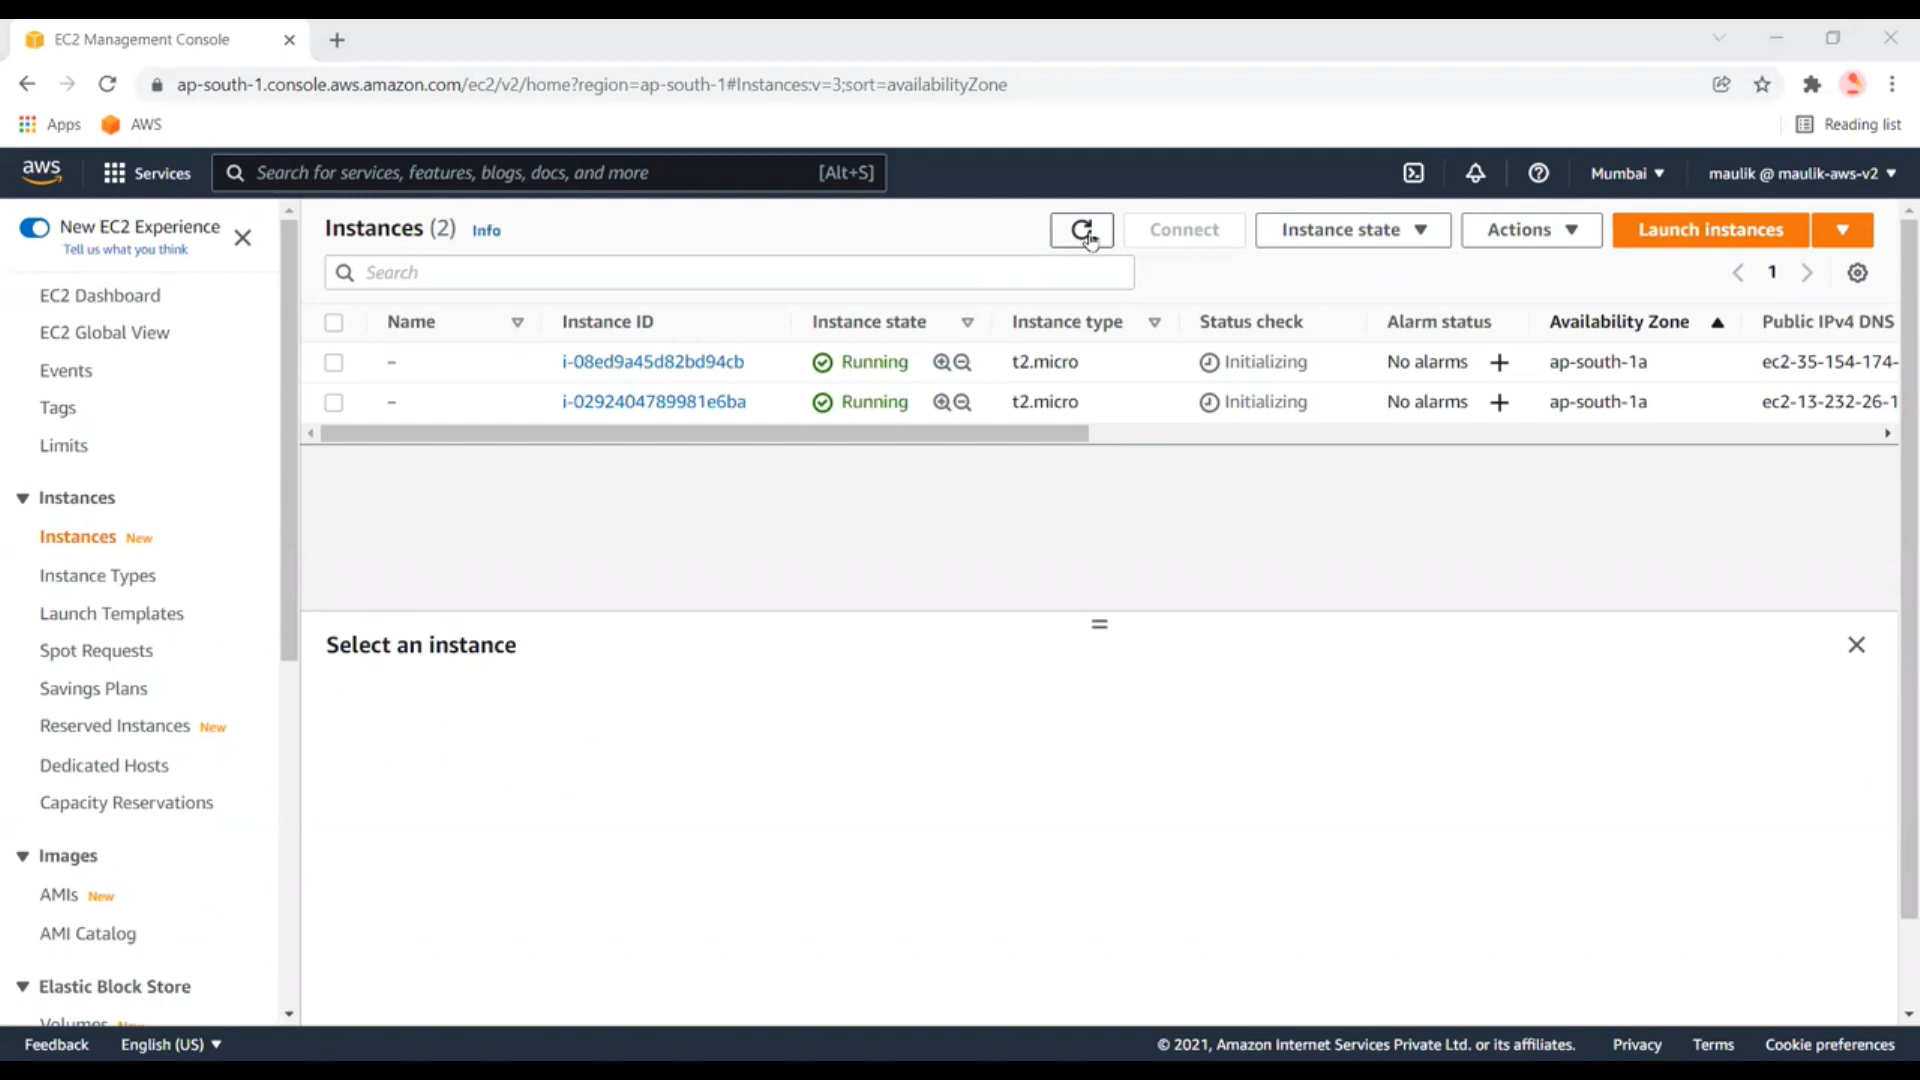 EC2 Management Console
ap-south-1.console.aws.amazon.com/ec2/v2/home?region=ap-south-1#Instances:v=3;sort=availabilityZone
Apps AWS Reading list
aws Services Search for services, features, blogs, docs, and more [Alt+S] Mumbai maulik @ maulik-aws-v2
New EC2 Experience
Tell us what you think
EC2 Dashboard
EC2 Global View
Events
Tags
Limits
Instances
Instances New
Instance Types
Launch Templates
Spot Requests
Savings Plans
Reserved Instances New
Dedicated Hosts
Capacity Reservations
Images
AMIs New
AMI Catalog
Elastic Block Store
Volumes New
Instances (2) Info Connect Instance state Actions Launch instances
Search 1
Name Instance ID Instance state Instance type Status check Alarm status Availability Zone Public IPv4 DNS
– i-08ed9a45d82bd94cb Running t2.micro Initializing No alarms + ap-south-1a ec2-35-154-174-
– i-0292404789981e6ba Running t2.micro Initializing No alarms + ap-south-1a ec2-13-232-26-1
Select an instance
Feedback English (US) © 2021, Amazon Internet Services Private Ltd. or its affiliates. Privacy Terms Cookie preferences